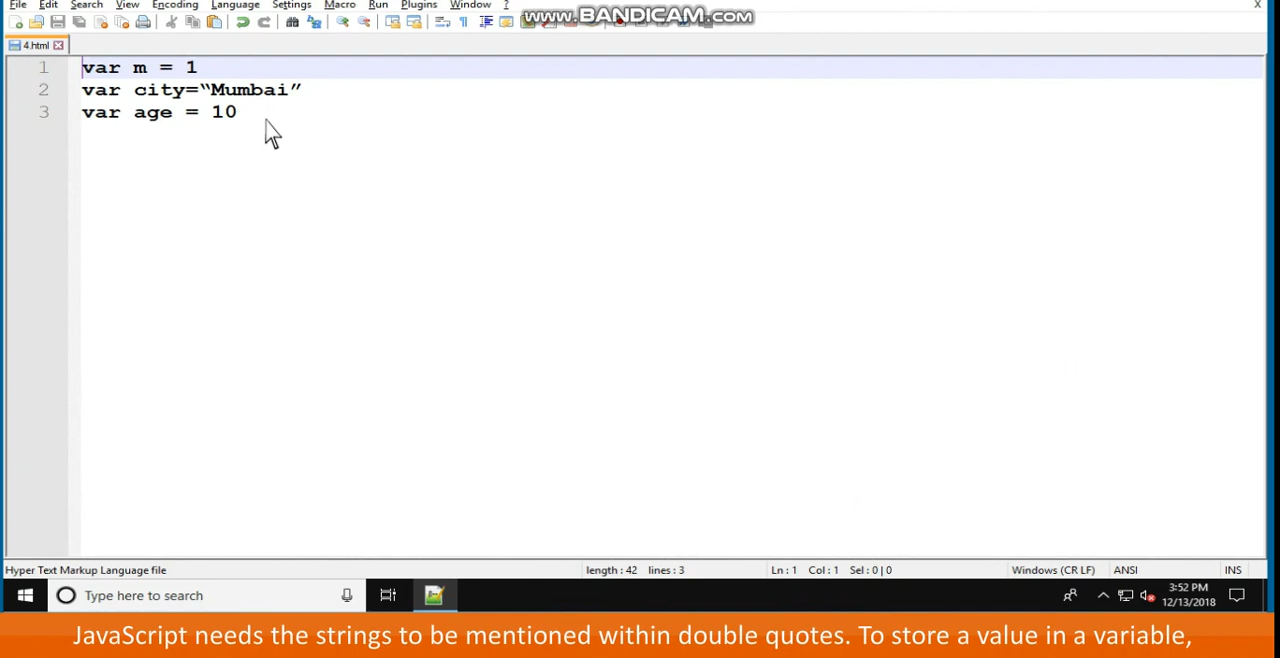 File Edit Search View Encoding Language Settings Macro Run Plugins Window ? X
www.BANDICAM.com
4.html
1 var m = 1
2 var city=“Mumbai”
3 var age = 10
Hyper Text Markup Language file length : 42 lines : 3 Ln : 1 Col : 1 Sel : 0 | 0 Windows (CR LF) ANSI INS
Type here to search 3:52 PM
12/13/2018
JavaScript needs the strings to be mentioned within double quotes. To store a value in a variable,